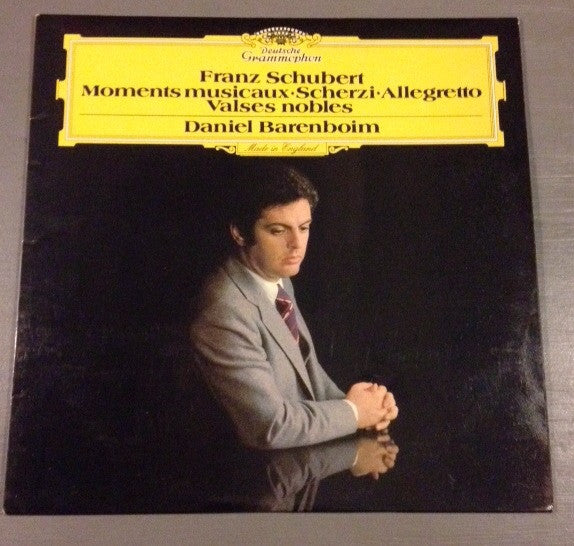 Deutsche
Grammophon
Franz Schubert
Moments musicaux·Scherzi·Allegretto
Valses nobles
Daniel Barenboim
Made in England